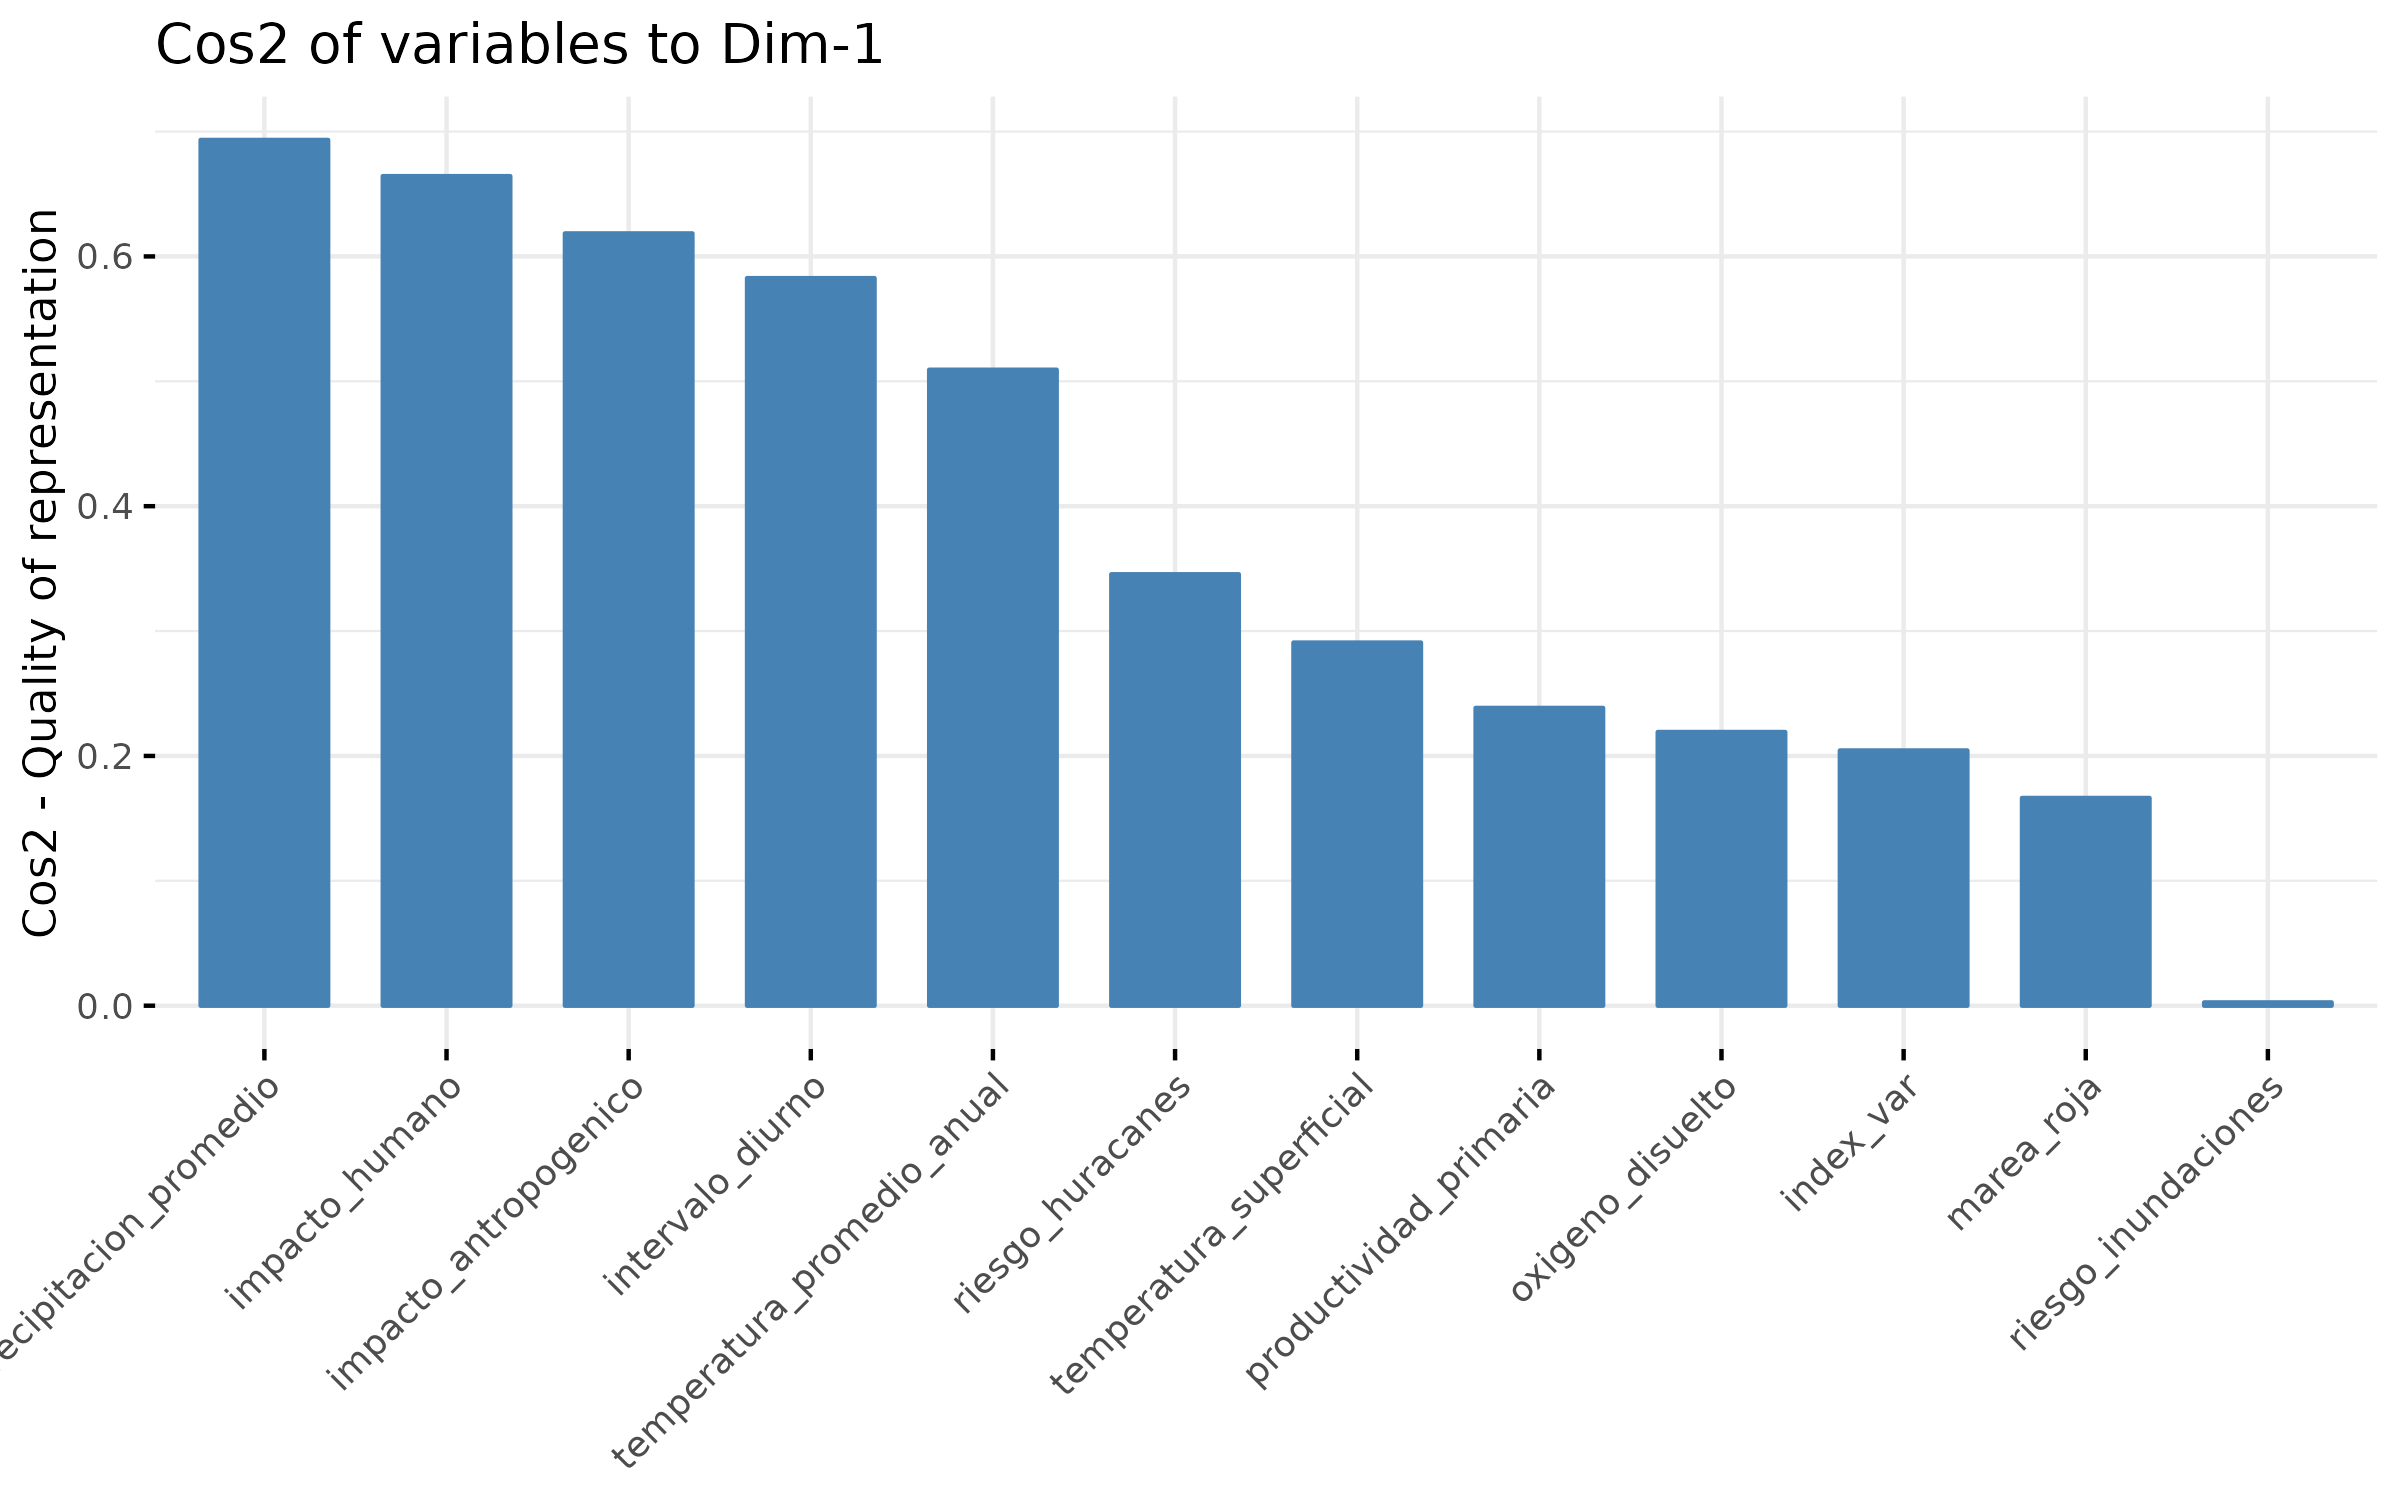 Cos2 of variables to Dim-1
Cos2 - Quality of representation
0.6
0.4
0.2
0.0
ecipitacion_promedio
impacto_humano
impacto_antropogenico
intervalo_diurno
temperatura_promedio_anual
riesgo_huracanes
temperatura_superficial
productividad_primaria
oxigeno_disuelto
index_var
marea_roja
riesgo_inundaciones